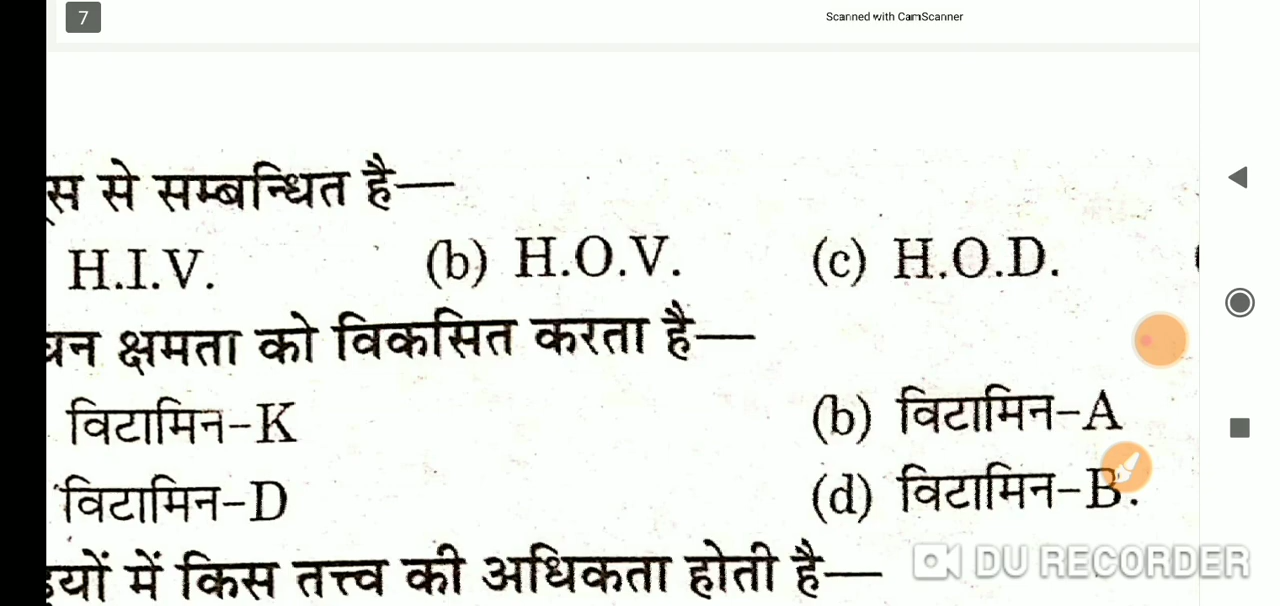 7
Scanned with CamScanner
से सम्बन्धित है—
H.I.V. (b) H.O.V. (c) H.O.D.
क्षमता को विकसित करता है—
विटामिन-K (b) विटामिन-A
विटामिन-D (d) विटामिन-B.
में किस तत्त्व की अधिकता होती है—
DU RECORDER